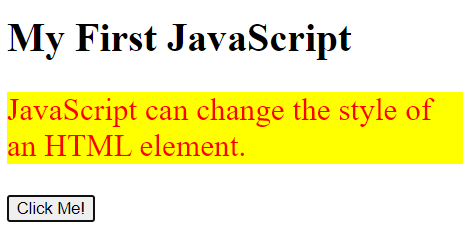 My First JavaScript
JavaScript can change the style of
an HTML element.
Click Me!